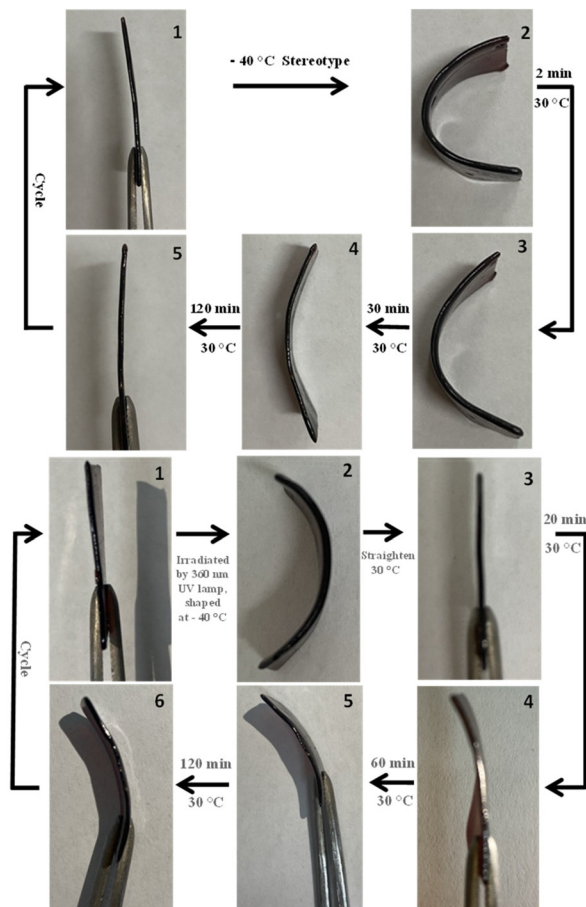 1
- 40 °C Stereotype
2
2 min
30 °C
Cycle
5
120 min
30 °C
4
30 min
30 °C
3
1
Irradiated
by 360 nm
UV lamp,
shaped
at - 40 °C
2
Straighten
30 °C
3
20 min
30 °C
Cycle
6
120 min
30 °C
5
60 min
30 °C
4